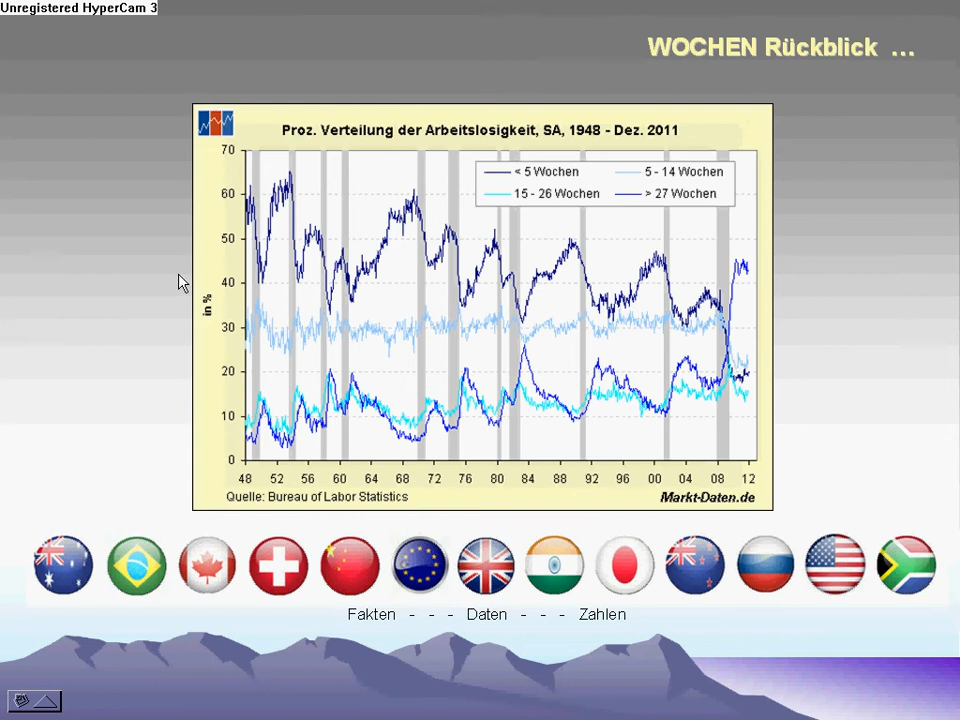 Unregistered HyperCam 3
WOCHEN Rückblick ...
Proz. Verteilung der Arbeitslosigkeit, SA, 1948 - Dez. 2011
70
60
50
40
30
20
10
0
in %
< 5 Wochen 5 - 14 Wochen
15 - 26 Wochen > 27 Wochen
48 52 56 60 64 68 72 76 80 84 88 92 96 00 04 08 12
Quelle: Bureau of Labor Statistics Markt-Daten.de
Fakten - - - Daten - - - Zahlen